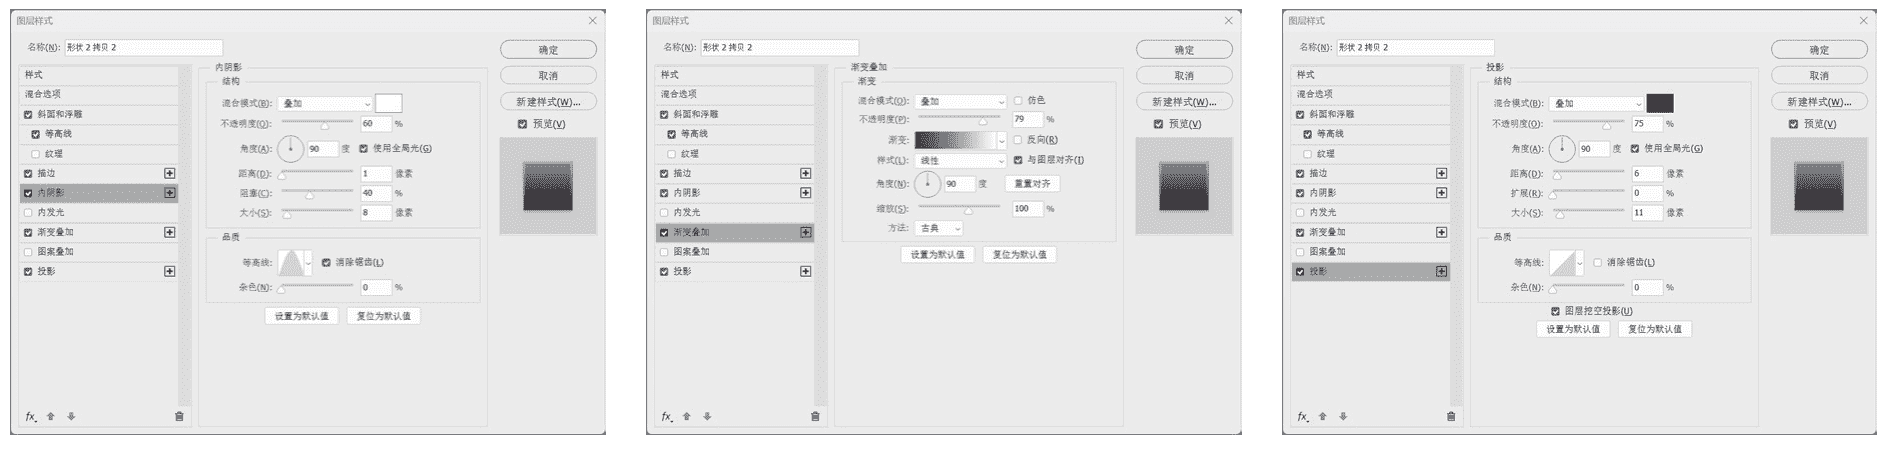 图层样式
名称(N): 形状 2 拷贝 2
样式
混合选项
斜面和浮雕
等高线
纹理
描边
内阴影
内发光
渐变叠加
图案叠加
投影
fx
内阴影
结构
混合模式(B): 叠加
不透明度(O): 60 %
角度(A): 90 度 使用全局光(G)
距离(D): 1 像素
阻塞(C): 40 %
大小(S): 8 像素
品质
等高线: 消除锯齿(L)
杂色(N): 0 %
设置为默认值 复位为默认值
确定
取消
新建样式(W)...
预览(V)
图层样式
名称(N): 形状 2 拷贝 2
样式
混合选项
斜面和浮雕
等高线
纹理
描边
内阴影
内发光
渐变叠加
图案叠加
投影
fx
渐变叠加
渐变
混合模式(O): 叠加 仿色
不透明度(P): 79 %
渐变: 反向(R)
样式(L): 线性 与图层对齐(I)
角度(N): 90 度 重置对齐
缩放(S): 100 %
方法: 古典
设置为默认值 复位为默认值
确定
取消
新建样式(W)...
预览(V)
图层样式
名称(N): 形状 2 拷贝 2
样式
混合选项
斜面和浮雕
等高线
纹理
描边
内阴影
内发光
渐变叠加
图案叠加
投影
fx
投影
结构
混合模式(B): 叠加
不透明度(O): 75 %
角度(A): 90 度 使用全局光(G)
距离(D): 6 像素
扩展(R): 0 %
大小(S): 11 像素
品质
等高线: 消除锯齿(L)
杂色(N): 0 %
图层挖空投影(U)
设置为默认值 复位为默认值
确定
取消
新建样式(W)...
预览(V)